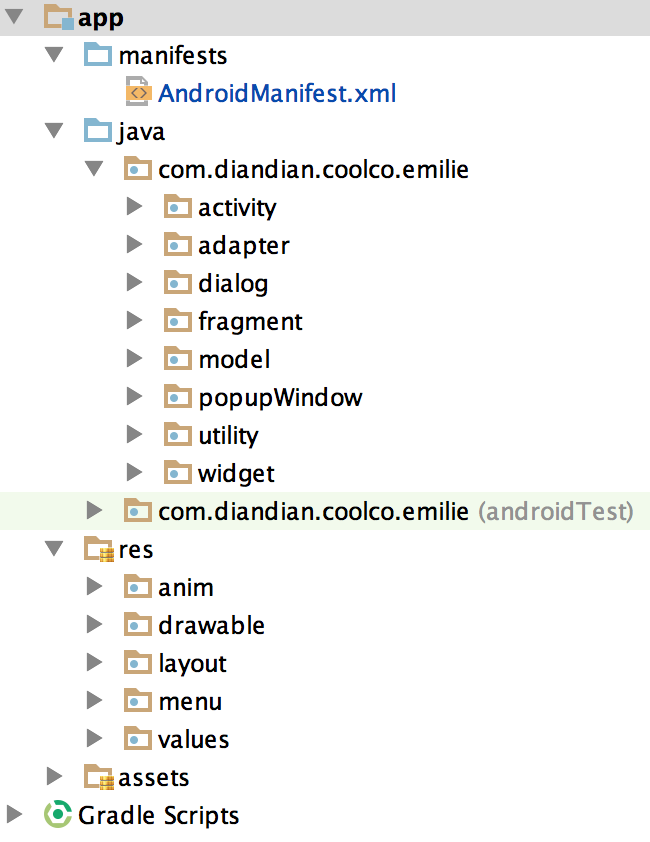 app
manifests
AndroidManifest.xml
java
com.diandian.coolco.emilie
activity
adapter
dialog
fragment
model
popupWindow
utility
widget
com.diandian.coolco.emilie (androidTest)
res
anim
drawable
layout
menu
values
assets
Gradle Scripts